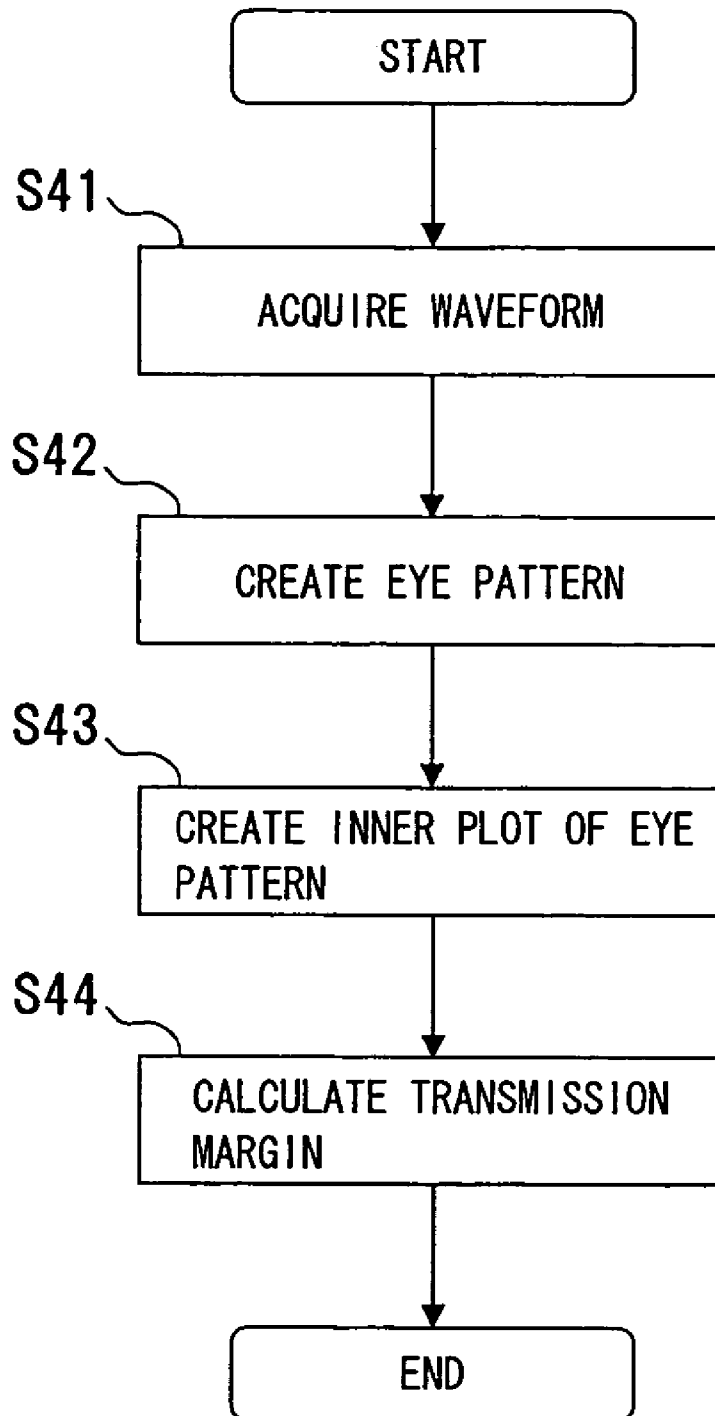 START
S41
ACQUIRE WAVEFORM
S42
CREATE EYE PATTERN
S43
CREATE INNER PLOT OF EYE
PATTERN
S44
CALCULATE TRANSMISSION
MARGIN
END